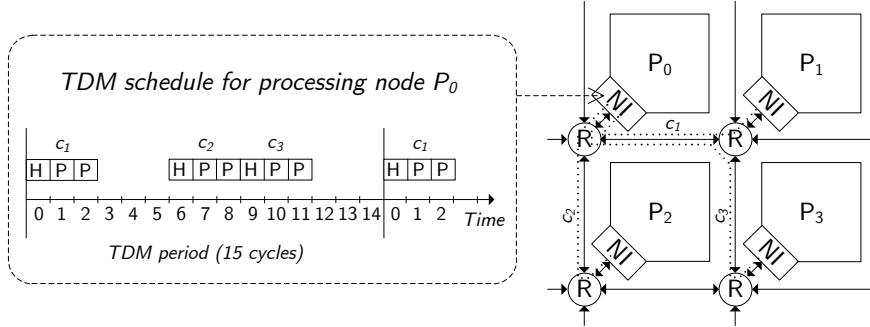 TDM schedule for processing node P0
c1 c2 c3 c1
H P P H P P H P P H P P
0 1 2 3 4 5 6 7 8 9 10 11 12 13 14 0 1 2 Time
TDM period (15 cycles)
P0 P1
NI NI
c1
R R
P2 P3
c2 c3
NI NI
R R